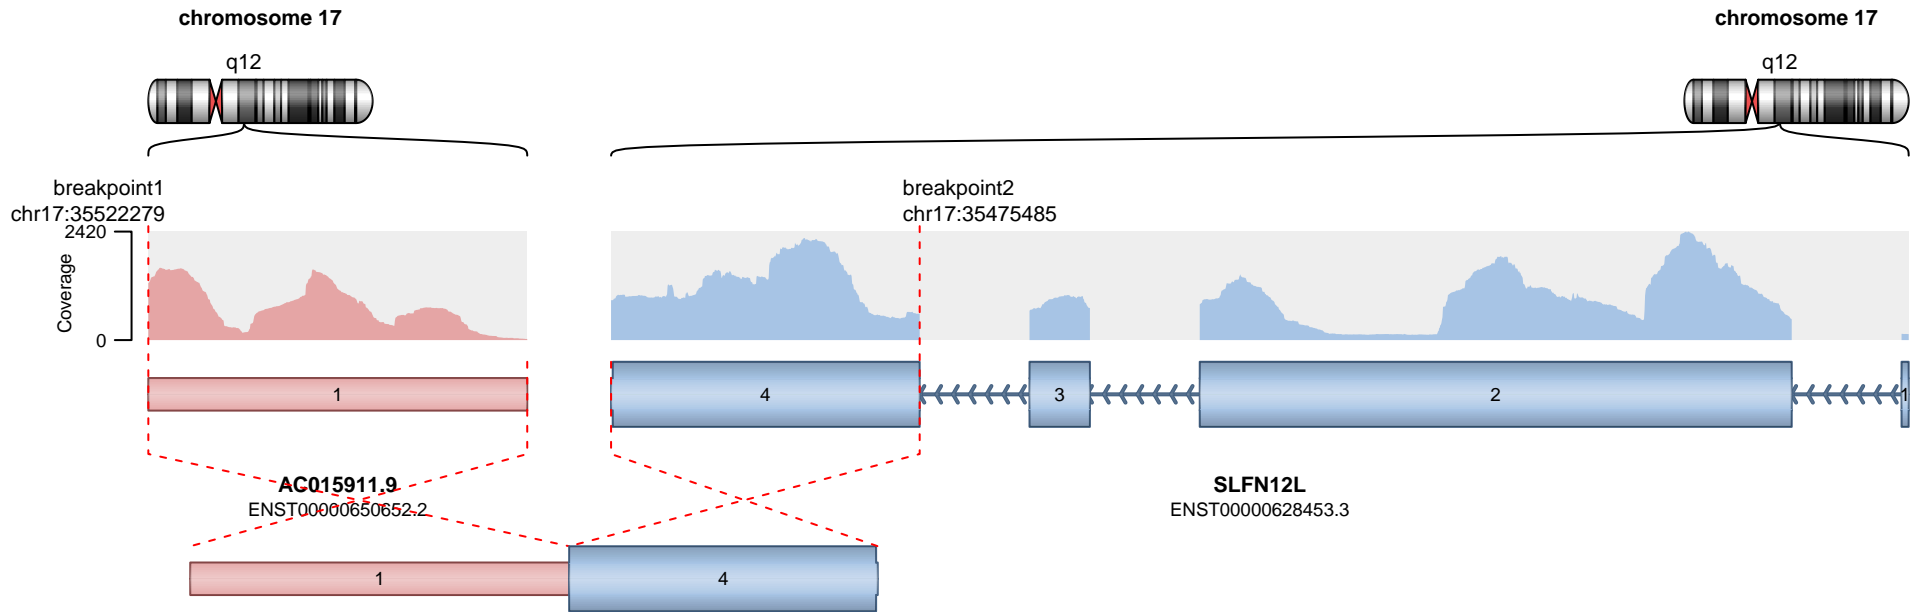 chromosome 17
chromosome 17
q12
q12
breakpoint1
chr17:35522279
breakpoint2
chr17:35475485
2420
Coverage
0
1
4
3
2
1
AC015911.9
ENST00000650652.2
SLFN12L
ENST00000628453.3
1
4